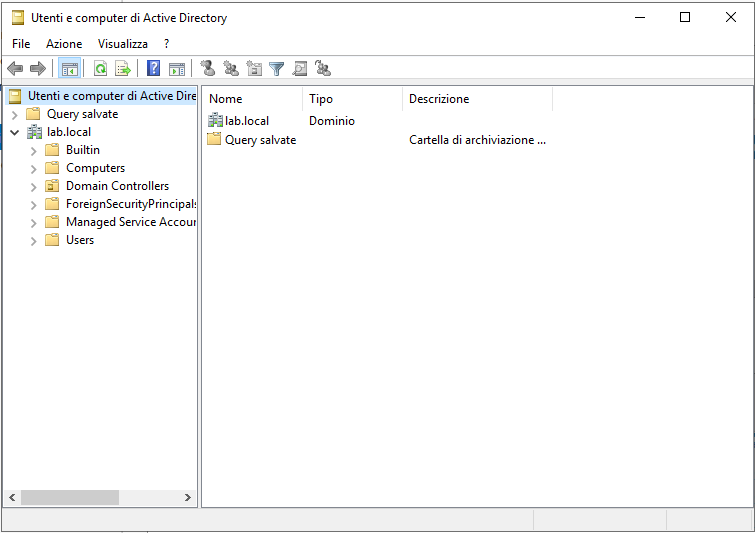 Utenti e computer di Active Directory
File Azione Visualizza ?
Utenti e computer di Active Dire
Query salvate
lab.local
Builtin
Computers
Domain Controllers
ForeignSecurityPrincipals
Managed Service Accour
Users
Nome Tipo Descrizione
lab.local Dominio
Query salvate Cartella di archiviazione ...